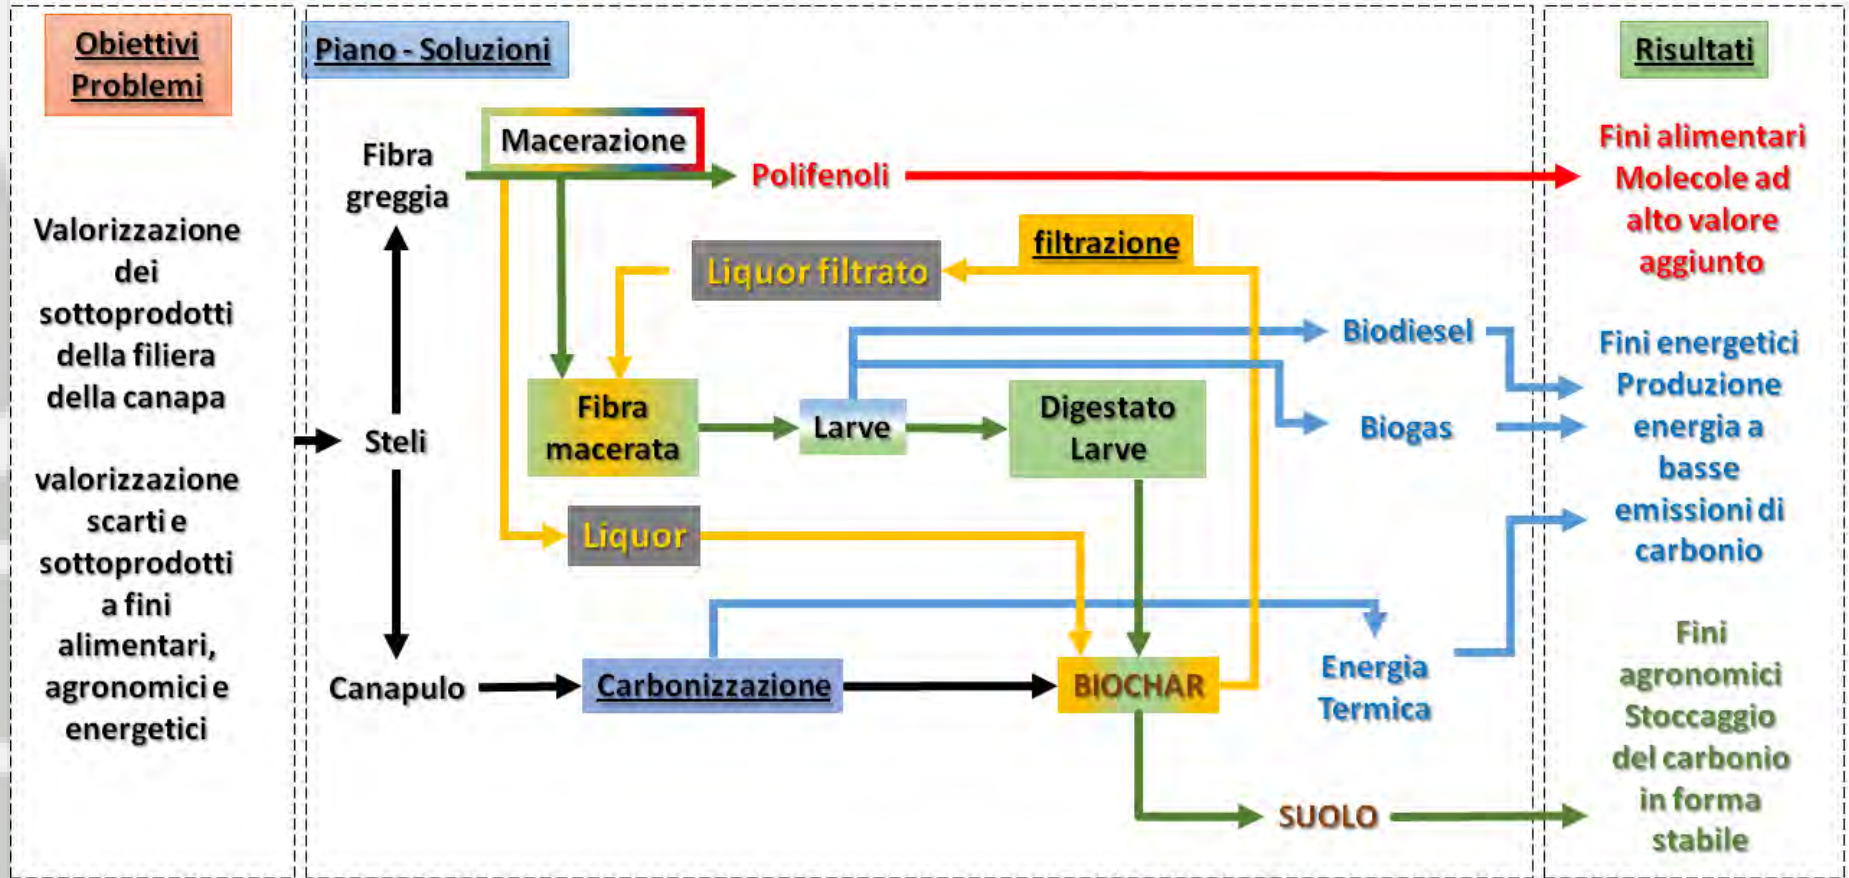 Obiettivi
Problemi
Valorizzazione
dei
sottoprodotti
della filiera
della canapa
valorizzazione
scarti e
sottoprodotti
a fini
alimentari,
agronomici e
energetici
Piano - Soluzioni
Fibra
greggia
Macerazione
Polifenoli
filtrazione
Liquor filtrato
Biodiesel
Fibra
macerata
Larve
Digestato
Larve
Biogas
Steli
Liquor
Canapulo
Carbonizzazione
BIOCHAR
Energia
Termica
SUOLO
Risultati
Fini alimentari
Molecole ad
alto valore
aggiunto
Fini energetici
Produzione
energia a
basse
emissioni di
carbonio
Fini
agronomici
Stoccaggio
del carbonio
in forma
stabile